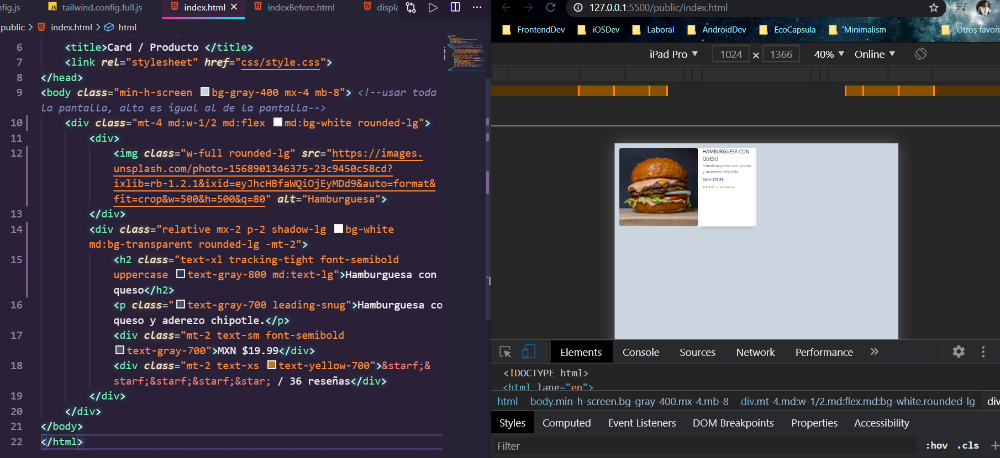 nfig.js
tailwind.config.full.js
index.html
indexBefore.html
displa
public > index.html > html
6 <title>Card / Producto </title>
7 <link rel="stylesheet" href="css/style.css">
8 </head>
9 <body class="min-h-screen bg-gray-400 mx-4 mb-8"> <!--usar toda
la pantalla, alto es igual al de la pantalla-->
10 <div class="mt-4 md:w-1/2 md:flex md:bg-white rounded-lg">
11 <div>
12 <img class="w-full rounded-lg" src="https://images.
unsplash.com/photo-1568901346375-23c9450c58cd?
ixlib=rb-1.2.1&ixid=eyJhcHBfaWQiOjEyMDd9&auto=format&
fit=crop&w=500&h=500&q=80" alt="Hamburguesa">
13 </div>
14 <div class="relative mx-2 p-2 shadow-lg bg-white
md:bg-transparent rounded-lg -mt-2">
15 <h2 class="text-xl tracking-tight font-semibold
uppercase text-gray-800 md:text-lg">Hamburguesa con
queso</h2>
16 <p class="text-gray-700 leading-snug">Hamburguesa co
queso y aderezo chipotle.</p>
17 <div class="mt-2 text-sm font-semibold
text-gray-700">MXN $19.99</div>
18 <div class="mt-2 text-xs text-yellow-700">&starf;&
starf;&starf;&starf;&star; / 36 reseñas</div>
19 </div>
20 </div>
21 </body>
22 </html>
127.0.0.1:5500/public/index.html
FrontendDev
iOSDev
Laboral
AndroidDev
EcoCapsula
Minimalism
»
Otros favori
iPad Pro ▼ 1024 × 1366 40% ▼ Online ▼
HAMBURGUESA CON
QUESO
Hamburguesa con queso
y aderezo chipotle.
MXN $19.99
★★★★☆ / 36 reseñas
Elements Console Sources Network Performance »
<!DOCTYPE html>
<html lang="en">
html body.min-h-screen.bg-gray-400.mx-4.mb-8 div.mt-4.md:w-1/2.md:flex.md:bg-white.rounded-lg div
Styles Computed Event Listeners DOM Breakpoints Properties Accessibility
Filter :hov .cls +